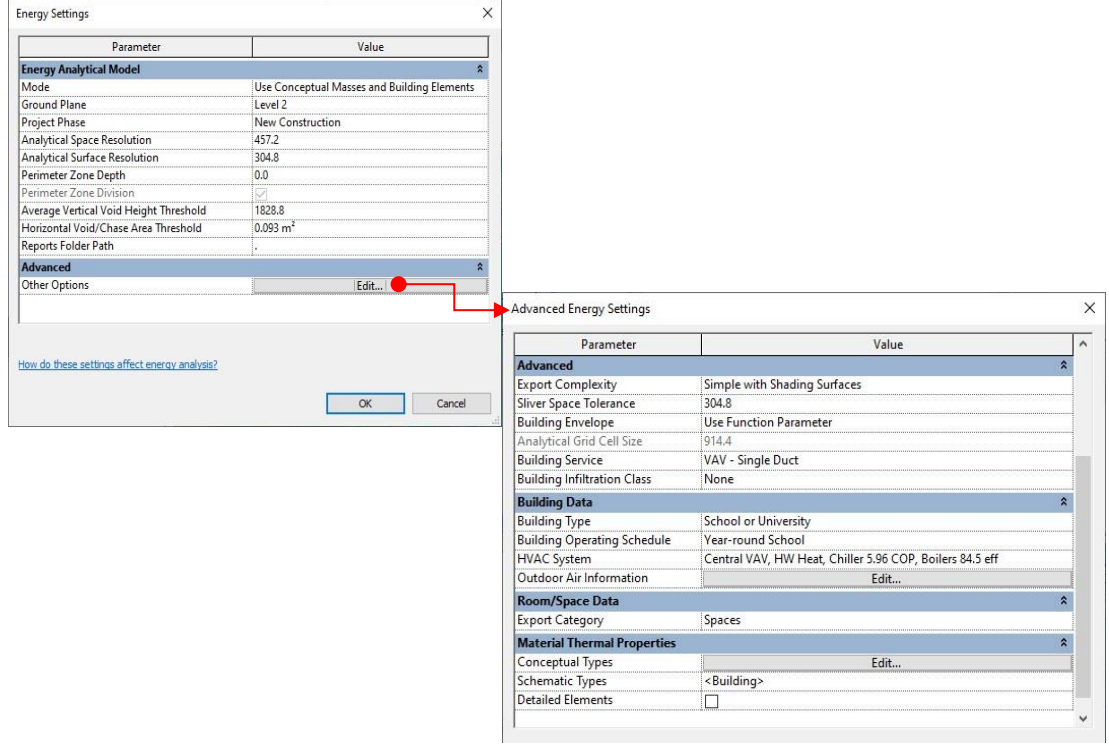 Energy Settings
Parameter Value
Energy Analytical Model
Mode Use Conceptual Masses and Building Elements
Ground Plane Level 2
Project Phase New Construction
Analytical Space Resolution 457.2
Analytical Surface Resolution 304.8
Perimeter Zone Depth 0.0
Perimeter Zone Division
Average Vertical Void Height Threshold 1828.8
Horizontal Void/Chase Area Threshold 0.093 m²
Reports Folder Path .
Advanced
Other Options Edit...
How do these settings affect energy analysis?
OK Cancel
Advanced Energy Settings
Parameter Value
Advanced
Export Complexity Simple with Shading Surfaces
Sliver Space Tolerance 304.8
Building Envelope Use Function Parameter
Analytical Grid Cell Size 914.4
Building Service VAV - Single Duct
Building Infiltration Class None
Building Data
Building Type School or University
Building Operating Schedule Year-round School
HVAC System Central VAV, HW Heat, Chiller 5.96 COP, Boilers 84.5 eff
Outdoor Air Information Edit...
Room/Space Data
Export Category Spaces
Material Thermal Properties
Conceptual Types Edit...
Schematic Types <Building>
Detailed Elements